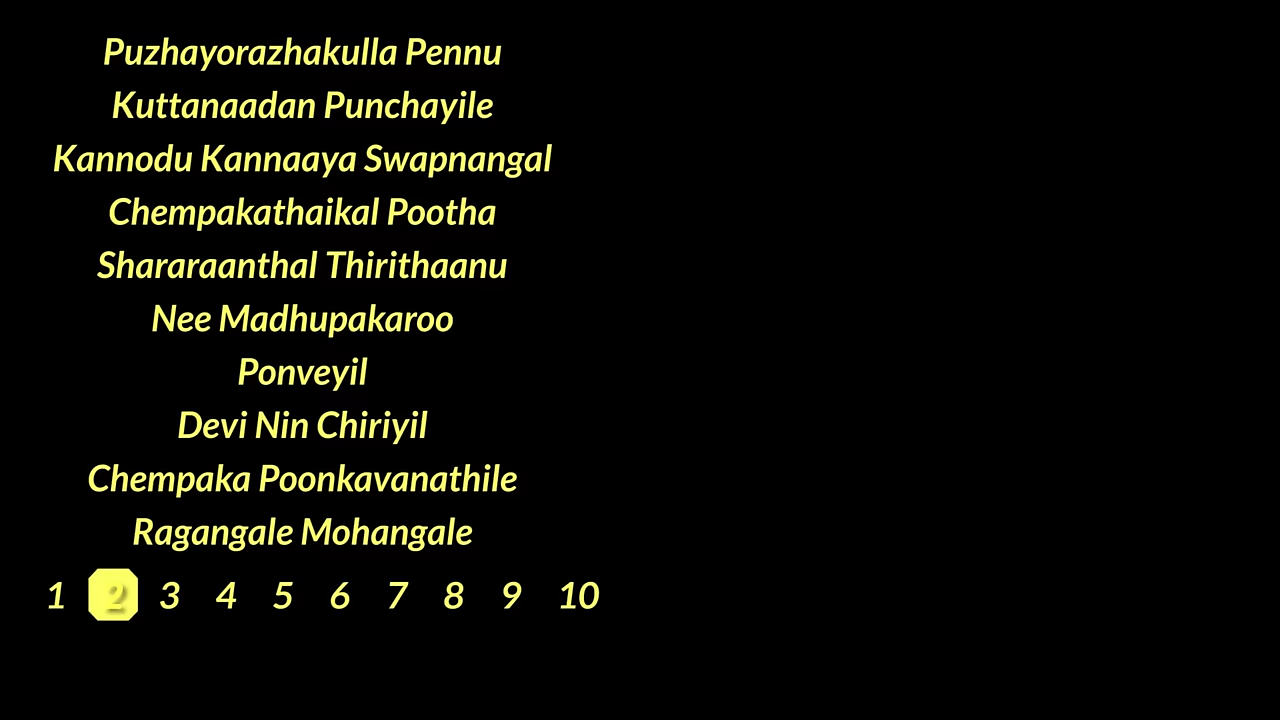 Puzhayorazhakulla Pennu
Kuttanaadan Punchayile
Kannodu Kannaaya Swapnangal
Chempakathaikal Pootha
Shararaanthal Thirithaanu
Nee Madhupakaroo
Ponveyil
Devi Nin Chiriyil
Chempaka Poonkavanathile
Ragangale Mohangale
1 2 3 4 5 6 7 8 9 10